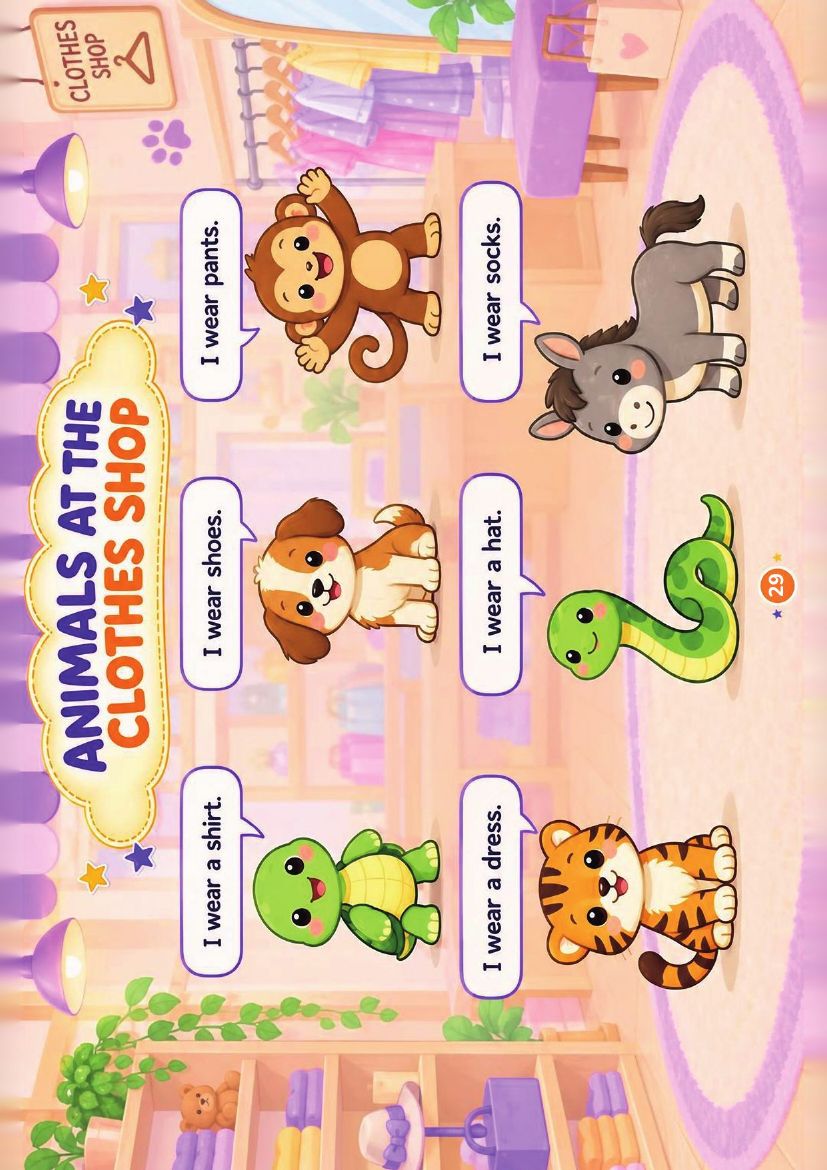 ANIMALS AT THE
CLOTHES SHOP
CLOTHES
SHOP
I wear a shirt.
I wear shoes.
I wear pants.
I wear a dress.
I wear a hat.
I wear socks.
29